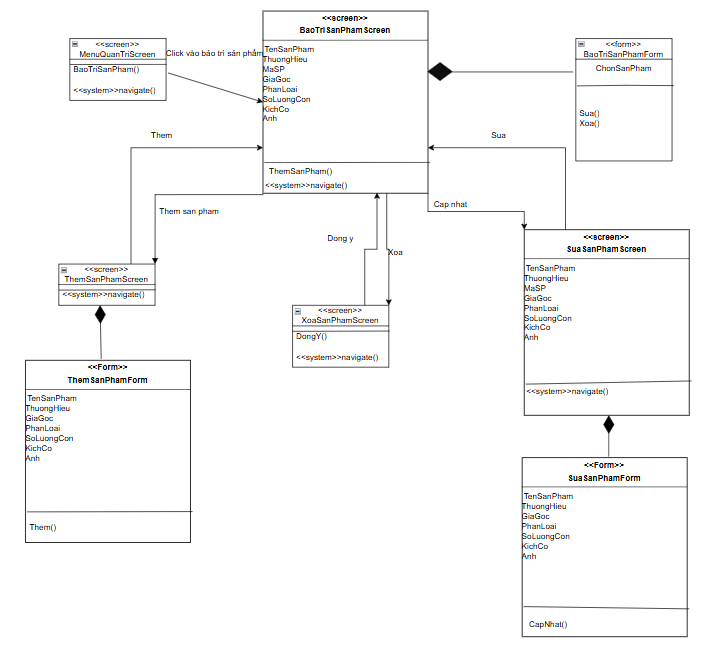 <<screen>>
MenuQuanTriScreen
BaoTriSanPham()
<<system>>navigate()
Click vào bảo trì sản phẩm
<<screen>>
BaoTriSanPhamScreen
TenSanPham
ThuongHieu
MaSP
GiaGoc
PhanLoai
SoLuongCon
KichCo
Anh
ThemSanPham()
<<system>>navigate()
<<form>>
BaoTriSanPhamForm
ChonSanPham
Sua()
Xoa()
Them
Sua
Them san pham
Cap nhat
Dong y
Xoa
<<screen>>
ThemSanPhamScreen
<<system>>navigate()
<<screen>>
XoaSanPhamScreen
DongY()
<<system>>navigate()
<<screen>>
SuaSanPhamScreen
TenSanPham
ThuongHieu
MaSP
GiaGoc
PhanLoai
SoLuongCon
KichCo
Anh
<<system>>navigate()
<<Form>>
ThemSanPhamForm
TenSanPham
ThuongHieu
GiaGoc
PhanLoai
SoLuongCon
KichCo
Anh
Them()
<<Form>>
SuaSanPhamForm
TenSanPham
ThuongHieu
GiaGoc
PhanLoai
SoLuongCon
KichCo
Anh
CapNhat()